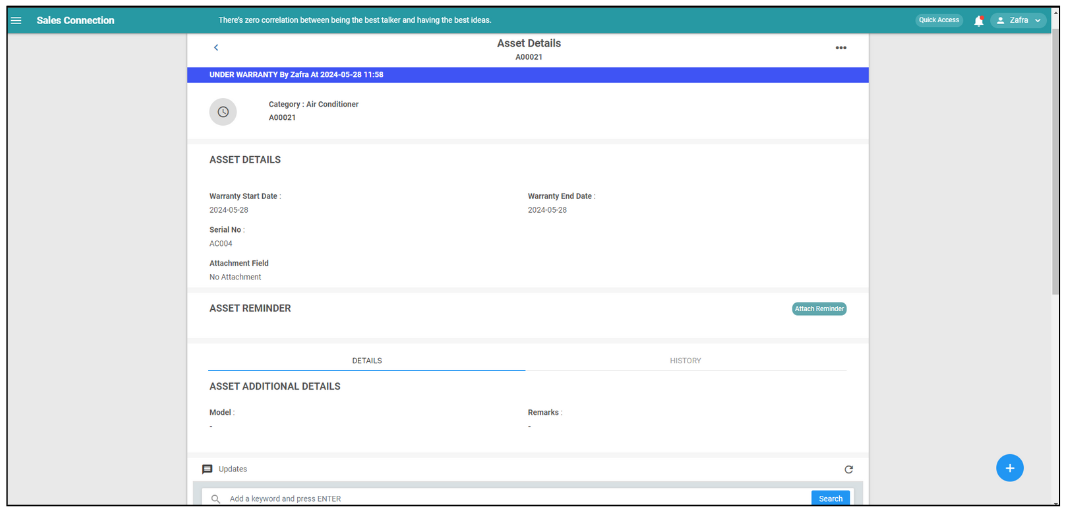 Sales Connection There's zero correlation between being the best talker and having the best ideas. Quick Access Zafra
Asset Details
A00021
UNDER WARRANTY By Zafra At 2024-05-28 11:58
Category : Air Conditioner
A00021
ASSET DETAILS
Warranty Start Date : Warranty End Date :
2024-05-28 2024-05-28
Serial No :
AC004
Attachment Field
No Attachment
ASSET REMINDER Attach Reminder
DETAILS HISTORY
ASSET ADDITIONAL DETAILS
Model : Remarks :
- -
Updates
Add a keyword and press ENTER Search